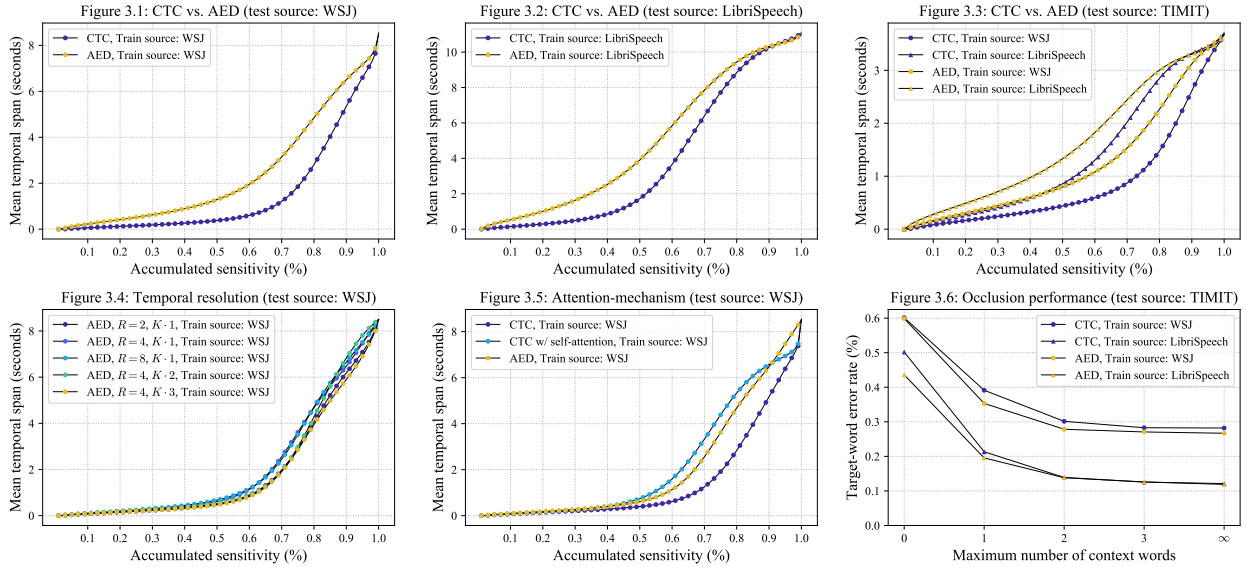 Figure 3.1: CTC vs. AED (test source: WSJ)
CTC, Train source: WSJ
AED, Train source: WSJ
Mean temporal span (seconds)
8
6
4
2
0
0.1 0.2 0.3 0.4 0.5 0.6 0.7 0.8 0.9 1.0
Accumulated sensitivity (%)
Figure 3.2: CTC vs. AED (test source: LibriSpeech)
CTC, Train source: LibriSpeech
AED, Train source: LibriSpeech
Mean temporal span (seconds)
10
8
6
4
2
0
0.1 0.2 0.3 0.4 0.5 0.6 0.7 0.8 0.9 1.0
Accumulated sensitivity (%)
Figure 3.3: CTC vs. AED (test source: TIMIT)
CTC, Train source: WSJ
CTC, Train source: LibriSpeech
AED, Train source: WSJ
AED, Train source: LibriSpeech
Mean temporal span (seconds)
3
2
1
0
0.1 0.2 0.3 0.4 0.5 0.6 0.7 0.8 0.9 1.0
Accumulated sensitivity (%)
Figure 3.4: Temporal resolution (test source: WSJ)
AED, R = 2, K · 1, Train source: WSJ
AED, R = 4, K · 1, Train source: WSJ
AED, R = 8, K · 1, Train source: WSJ
AED, R = 4, K · 2, Train source: WSJ
AED, R = 4, K · 3, Train source: WSJ
Mean temporal span (seconds)
8
6
4
2
0
0.1 0.2 0.3 0.4 0.5 0.6 0.7 0.8 0.9 1.0
Accumulated sensitivity (%)
Figure 3.5: Attention-mechanism (test source: WSJ)
CTC, Train source: WSJ
CTC w/ self-attention, Train source: WSJ
AED, Train source: WSJ
Mean temporal span (seconds)
8
6
4
2
0
0.1 0.2 0.3 0.4 0.5 0.6 0.7 0.8 0.9 1.0
Accumulated sensitivity (%)
Figure 3.6: Occlusion performance (test source: TIMIT)
CTC, Train source: WSJ
CTC, Train source: LibriSpeech
AED, Train source: WSJ
AED, Train source: LibriSpeech
Target-word error rate (%)
0.6
0.5
0.4
0.3
0.2
0.1
0.0
0 1 2 3 ∞
Maximum number of context words